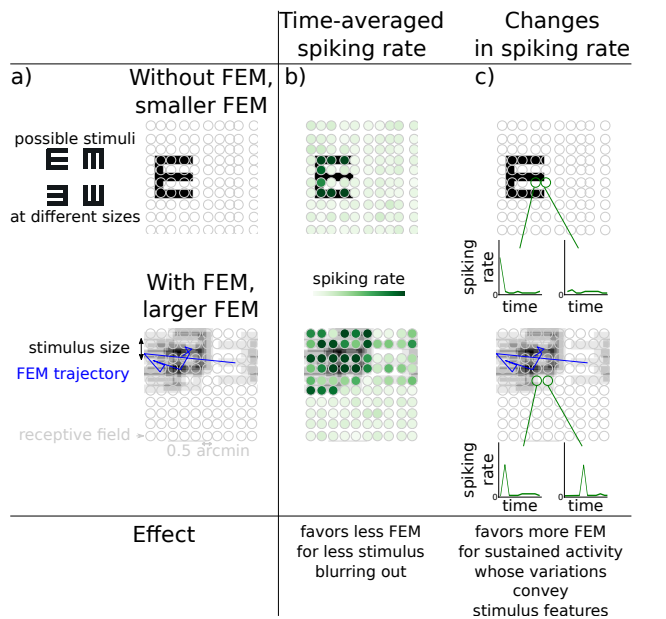 Time-averaged
spiking rate
Changes
in spiking rate
a)
Without FEM,
smaller FEM
b)
c)
possible stimuli
at different sizes
spiking
rate
0
time
time
With FEM,
larger FEM
spiking rate
stimulus size
FEM trajectory
receptive field
0.5 arcmin
spiking
rate
0
0
time
time
Effect
favors less FEM
for less stimulus
blurring out
favors more FEM
for sustained activity
whose variations
convey
stimulus features